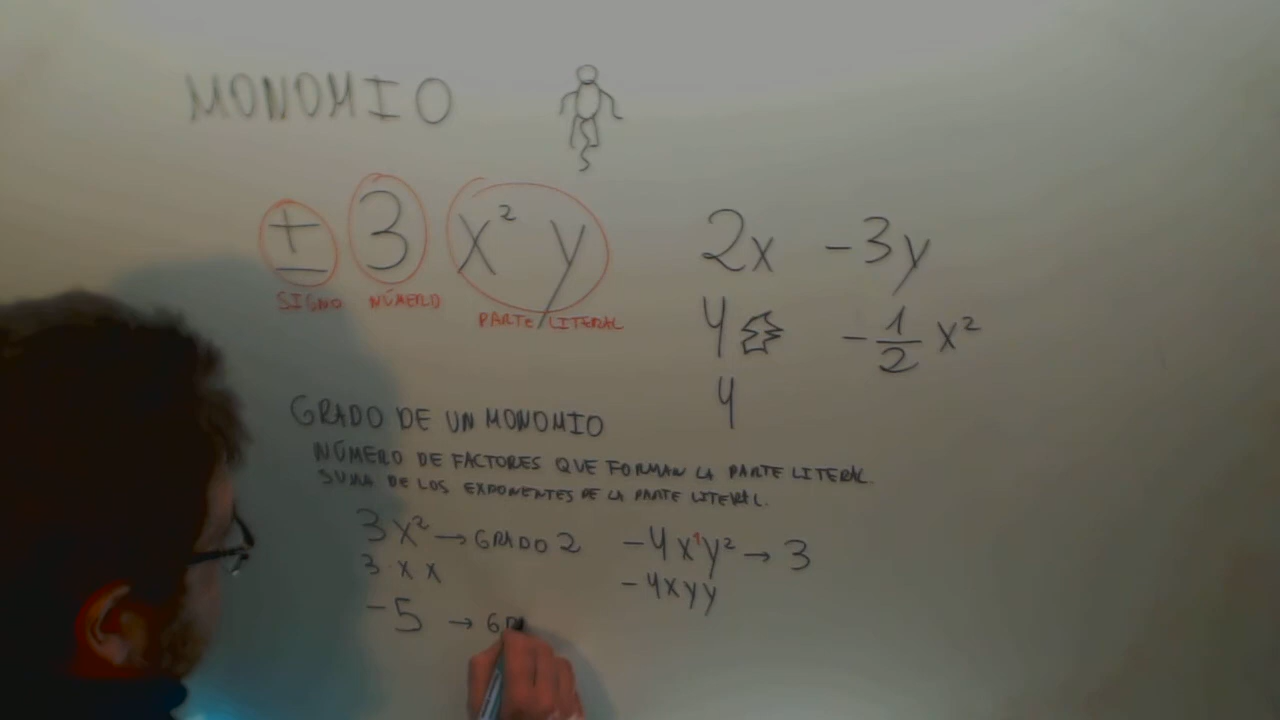 MONOMIO
± 3 x² y
SIGNO NÚMERO PARTE LITERAL
2x -3y
4
-1/2 x²
4
GRADO DE UN MONOMIO
NÚMERO DE FACTORES QUE FORMAN LA PARTE LITERAL.
SUMA DE LOS EXPONENTES DE LA PARTE LITERAL.
3x² → GRADO 2
3·x x
-4x¹y² → 3
-4xyy
-5 → GR